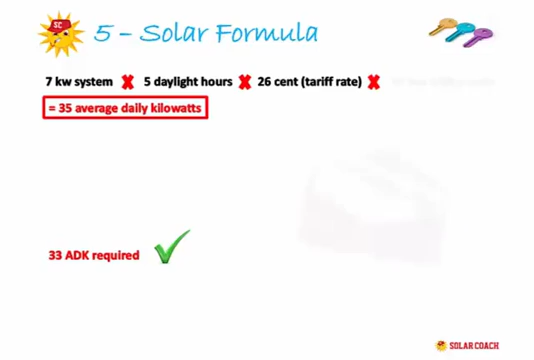 SC
5 – Solar Formula
7 kw system ✖ 5 daylight hours ✖ 26 cent (tariff rate) ✖
= 35 average daily kilowatts
33 ADK required
SOLAR COACH